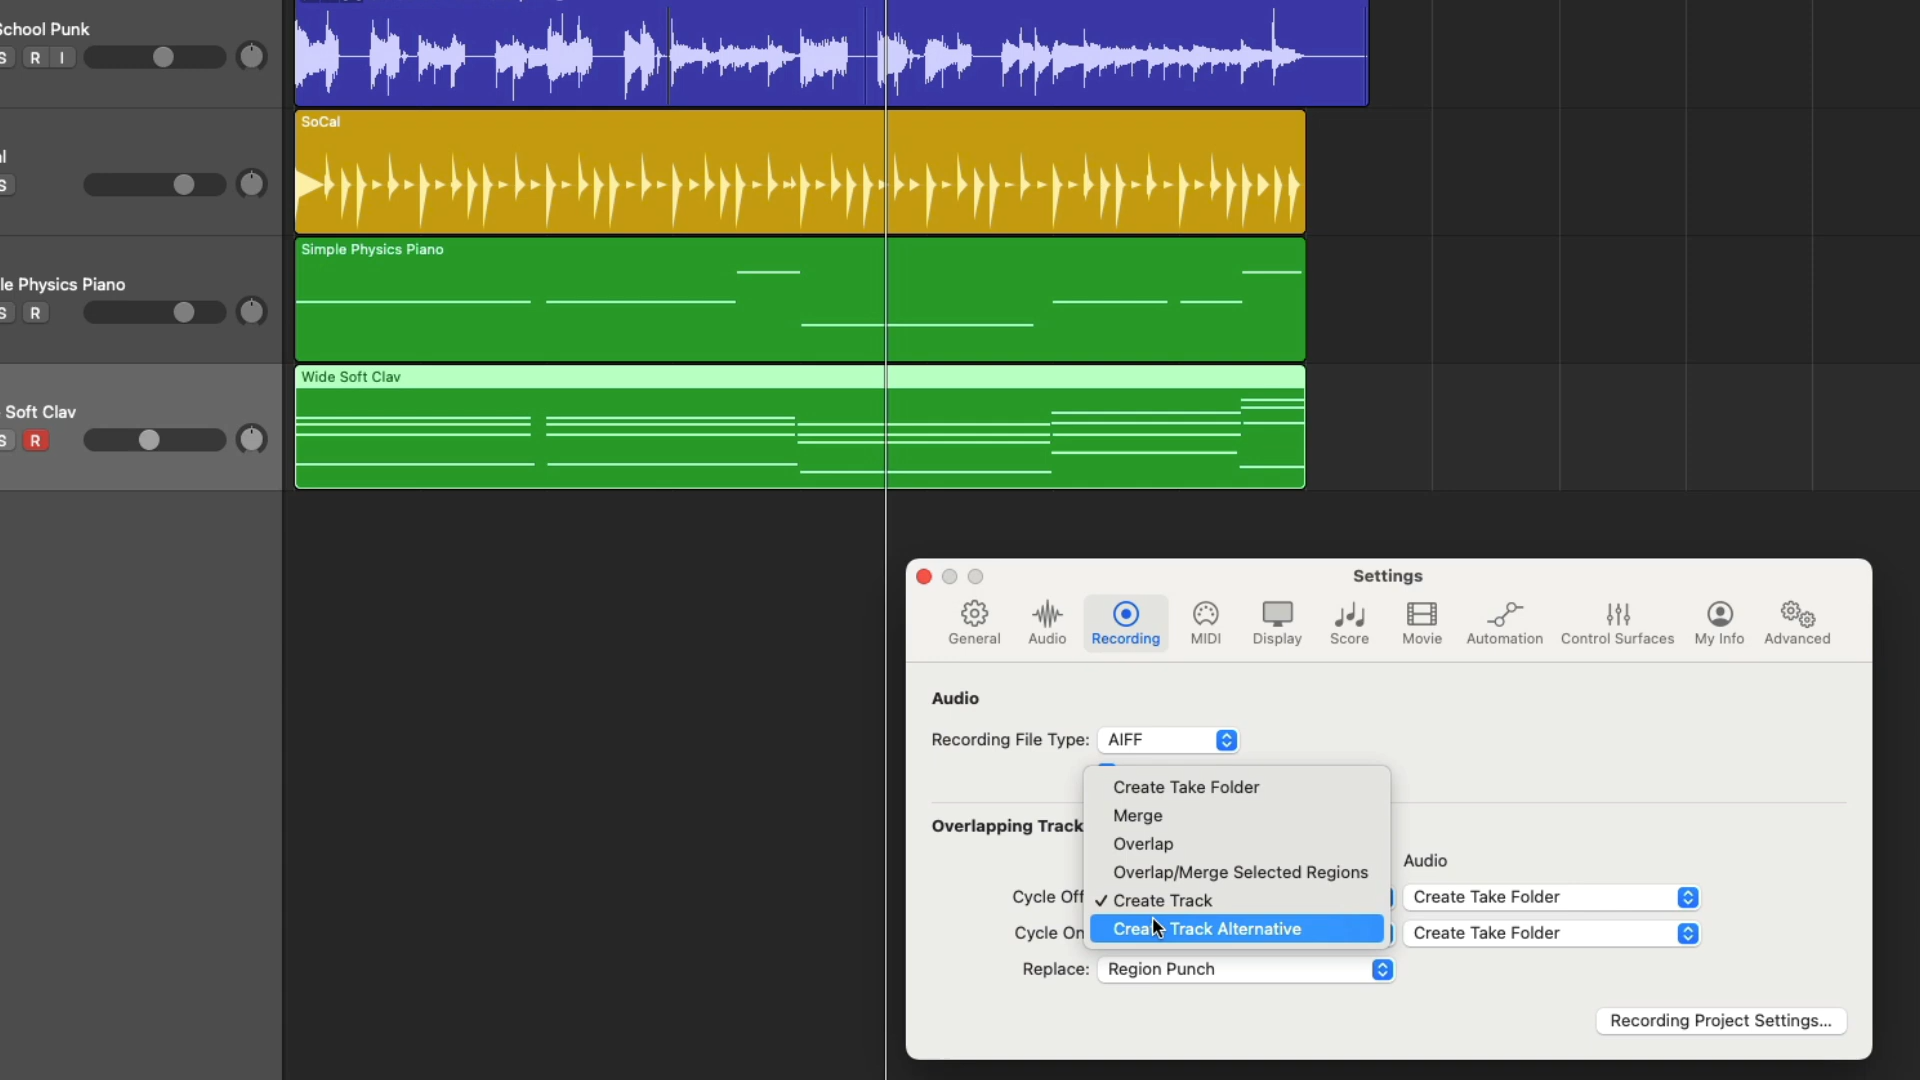 School Punk
S R I
SoCal
al
S
Simple Physics Piano
le Physics Piano
S R
Wide Soft Clav
Soft Clav
S R
Settings
General Audio Recording MIDI Display Score Movie Automation Control Surfaces My Info Advanced
Audio
Recording File Type: AIFF
Create Take Folder
Merge
Overlapping Track
Overlap
Audio
Overlap/Merge Selected Regions
Cycle Off
✓ Create Track
Create Take Folder
Cycle On
Create Track Alternative
Create Take Folder
Replace: Region Punch
Recording Project Settings...